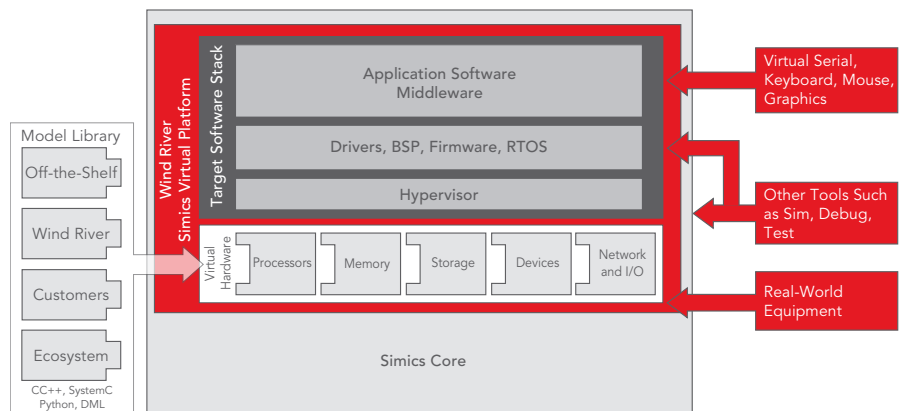 Model Library
Off-the-Shelf
Wind River
Customers
Ecosystem
CC++, SystemC
Python, DML
Wind River
Simics Virtual Platform
Target Software Stack
Application Software
Middleware
Drivers, BSP, Firmware, RTOS
Hypervisor
Virtual
Hardware
Processors
Memory
Storage
Devices
Network
and I/O
Simics Core
Virtual Serial,
Keyboard, Mouse,
Graphics
Other Tools Such
as Sim, Debug,
Test
Real-World
Equipment